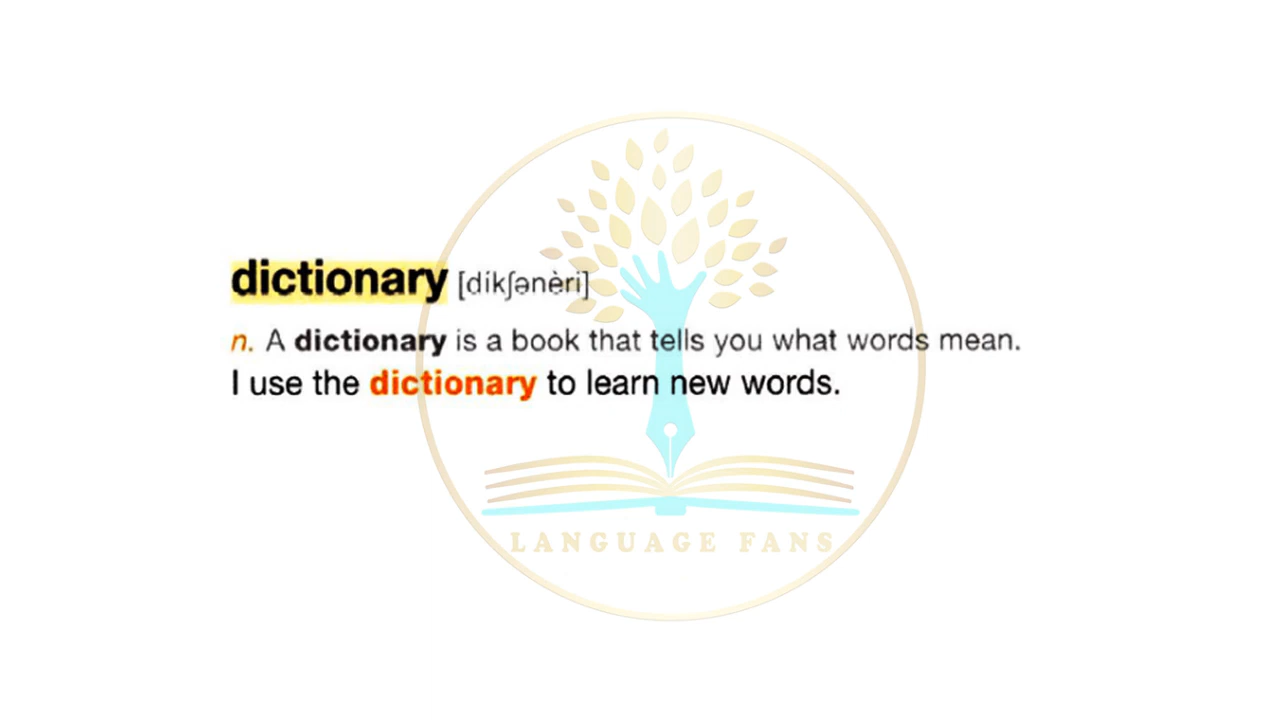 dictionary [díkʃənèri]
n. A dictionary is a book that tells you what words mean.
I use the dictionary to learn new words.
LANGUAGE FANS